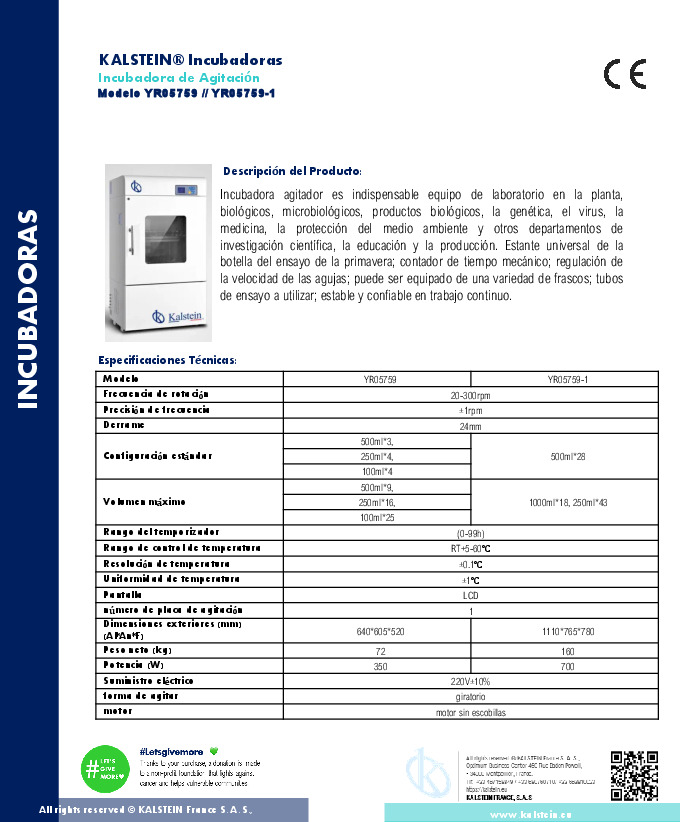 KALSTEIN® Incubadoras
Incubadora de Agitación
Modelo YR05759 // YR05759-1
CE
INCUBADORAS
Kalstein
Descripción del Producto:
Incubadora agitador es indispensable equipo de laboratorio en la planta,
biológicos, microbiológicos, productos biológicos, la genética, el virus, la
medicina, la protección del medio ambiente y otros departamentos de
investigación científica, la educación y la producción. Estante universal de la
botella del ensayo de la primavera; contador de tiempo mecánico; regulación de
la velocidad de las agujas; puede ser equipado de una variedad de frascos; tubos
de ensayo a utilizar; estable y confiable en trabajo continuo.
Especificaciones Técnicas:
Modelo YR05759 YR05759-1
Frecuencia de rotación 20-300rpm
Precisión de frecuencia ±1rpm
Derrame 24mm
Configuración estándar 500ml*3, 500ml*28
250ml*4,
100ml*4
Volumen máximo 500ml*9, 1000ml*18, 250ml*43
250ml*16,
100ml*25
Rango del temporizador (0-99h)
Rango de control de temperatura RT+5-60℃
Resolución de temperatura ±0.1℃
Uniformidad de temperatura ±1℃
Pantalla LCD
número de placa de agitación 1
Dimensiones exteriores (mm)
(APAn*F) 640*605*520 1110*765*780
Peso neto (kg) 72 160
Potencia (W) 350 700
Suministro eléctrico 220V±10%
forma de agitar giratorio
motor motor sin escobillas
# LET'S
GIVE
MORE
#Letsgivemore
Thanks to your purchase, a donation is made
to a non-profit foundation that fights against
cancer and helps vulnerable communities
All rights reserved © KALSTEIN France S. A. S.,
https://kalstein.eu
KALSTEIN FRANCE, S.A.S
All rights reserved © KALSTEIN France S. A. S.,
www.kalstein.eu